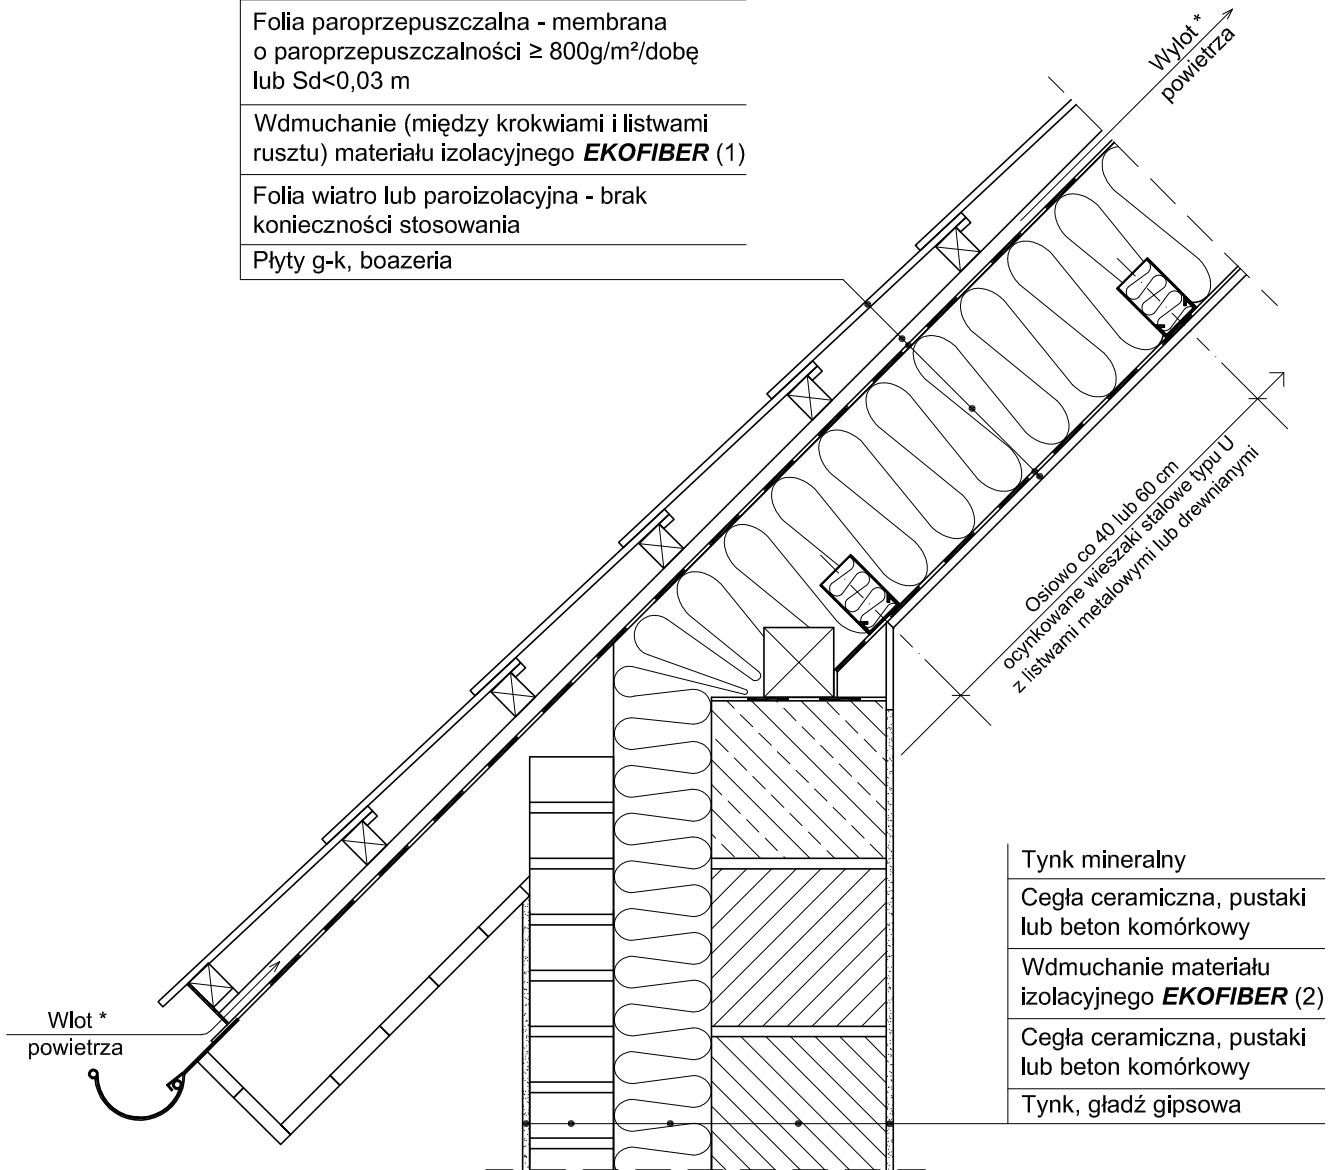 Folia paroprzepuszczalna - membrana
o paroprzepuszczalności ≥ 800g/m²/dobę
lub Sd<0,03 m
Wdmuchanie (między krokwiami i listwami
rusztu) materiału izolacyjnego EKOFIBER (1)
Folia wiatro lub paroizolacyjna - brak
konieczności stosowania
Płyty g-k, boazeria
Wylot *
powietrza
Osiowo co 40 lub 60 cm
ocynkowane wieszaki stalowe typu U
z listwami metalowymi lub drewnianymi
Tynk mineralny
Cegła ceramiczna, pustaki
lub beton komórkowy
Wdmuchanie materiału
izolacyjnego EKOFIBER (2)
Cegła ceramiczna, pustaki
lub beton komórkowy
Tynk, gładź gipsowa
Wlot *
powietrza